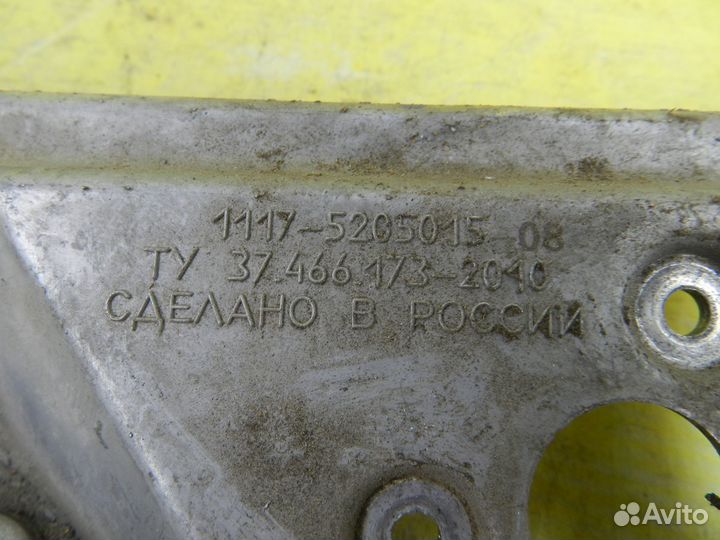 1117-5205015-08
ТУ 37.466.173-2010
СДЕЛАНО В РОССИИ
Avito